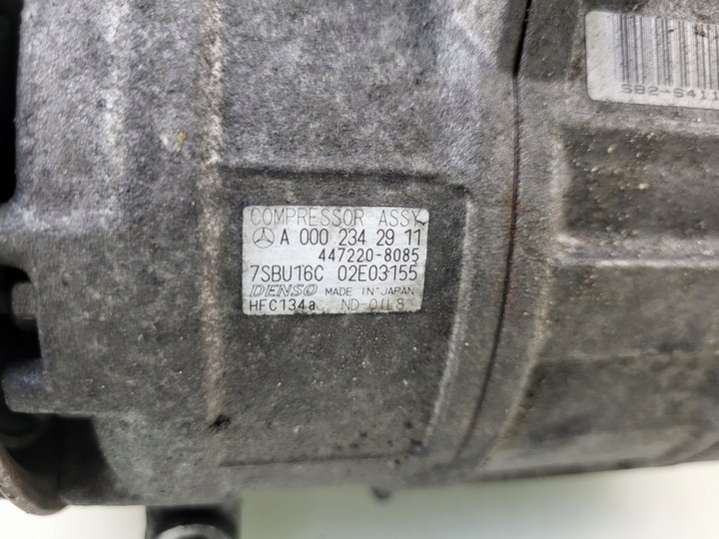 COMPRESSOR ASSY
A 000 234 29 11
447220-8085
7SBU16C 02E03155
DENSO MADE IN JAPAN
HFC134a ND-OIL8